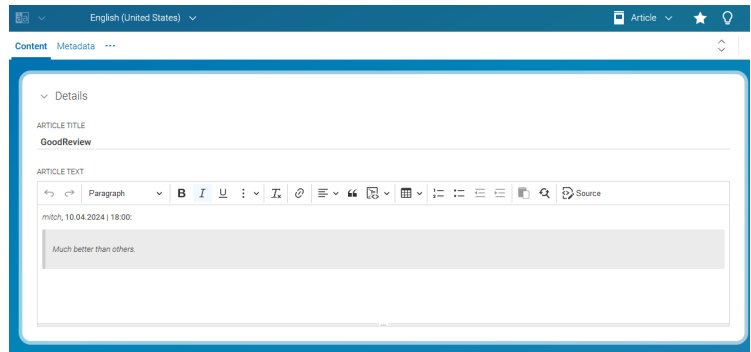 English (United States)
Article
Content Metadata ...
Details
ARTICLE TITLE
GoodReview
ARTICLE TEXT
Paragraph B I U Source
mitch, 10.04.2024 | 18:00:
Much better than others.